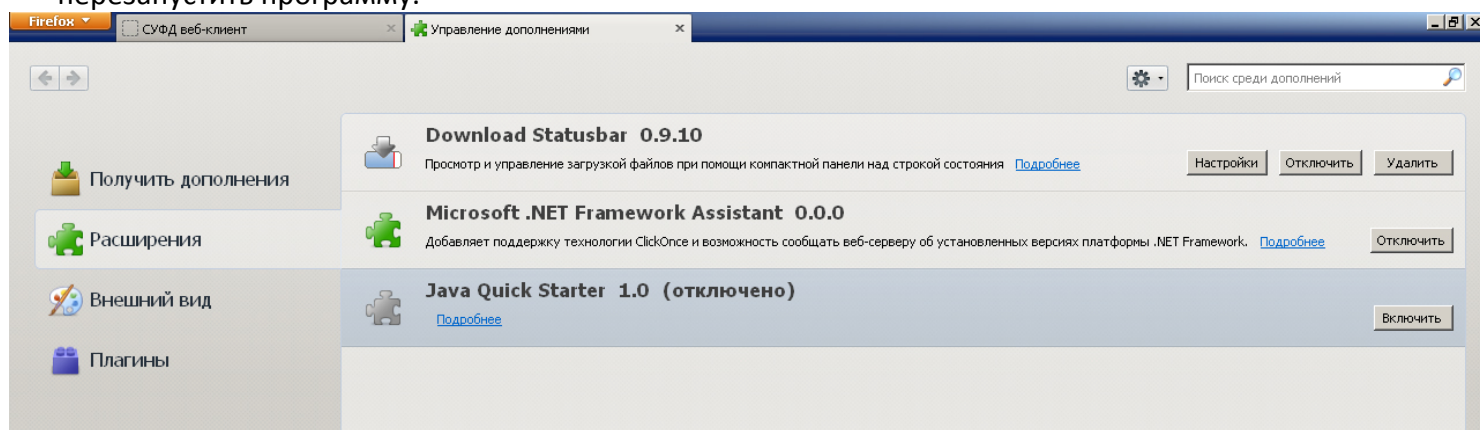 перезапустить программу.
Firefox
СУФД веб-клиент
Управление дополнениями
Поиск среди дополнений
Получить дополнения
Расширения
Внешний вид
Плагины
Download Statusbar 0.9.10
Просмотр и управление загрузкой файлов при помощи компактной панели над строкой состояния Подробнее
Настройки Отключить Удалить
Microsoft .NET Framework Assistant 0.0.0
Добавляет поддержку технологии ClickOnce и возможность сообщать веб-серверу об установленных версиях платформы .NET Framework. Подробнее
Отключить
Java Quick Starter 1.0 (отключено)
Подробнее
Включить